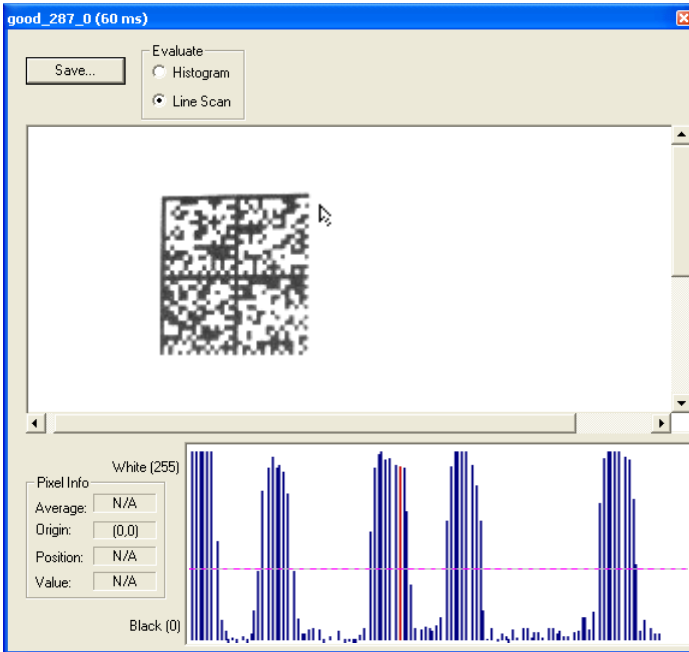 good_287_0 (60 ms)
Save...
Evaluate
Histogram
Line Scan
White (255)
Pixel Info
Average: N/A
Origin: (0,0)
Position: N/A
Value: N/A
Black (0)